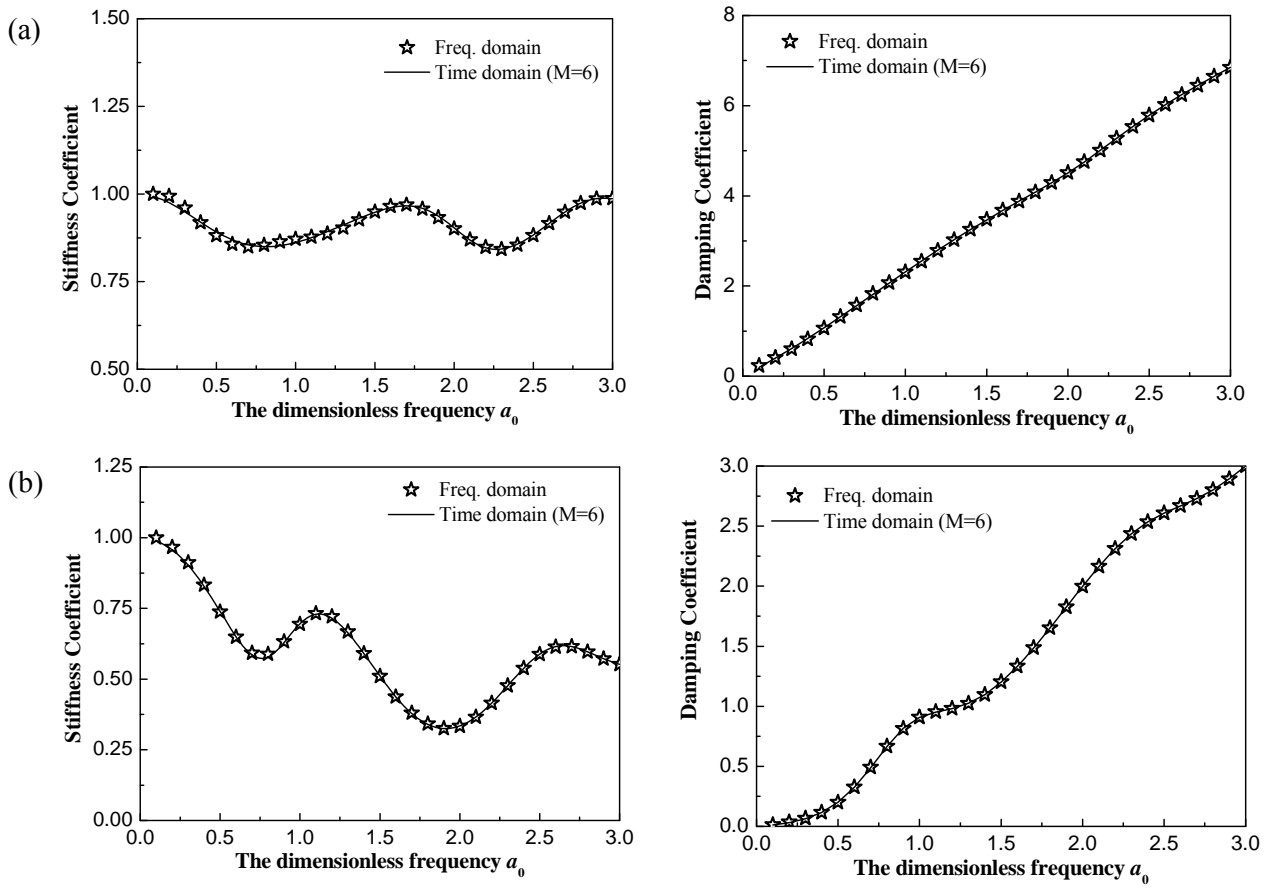 (a)
1.50
1.25
1.00
0.75
0.50
Stiffness Coefficient
Freq. domain
Time domain (M=6)
0.0 0.5 1.0 1.5 2.0 2.5 3.0
The dimensionless frequency a0
8
6
4
2
0
Damping Coefficient
Freq. domain
Time domain (M=6)
0.0 0.5 1.0 1.5 2.0 2.5 3.0
The dimensionless frequency a0
(b)
1.25
1.00
0.75
0.50
0.25
0.00
Stiffness Coefficient
Freq. domain
Time domain (M=6)
0.0 0.5 1.0 1.5 2.0 2.5 3.0
The dimensionless frequency a0
3.0
2.5
2.0
1.5
1.0
0.5
0.0
Damping Coefficient
Freq. domain
Time domain (M=6)
0.0 0.5 1.0 1.5 2.0 2.5 3.0
The dimensionless frequency a0